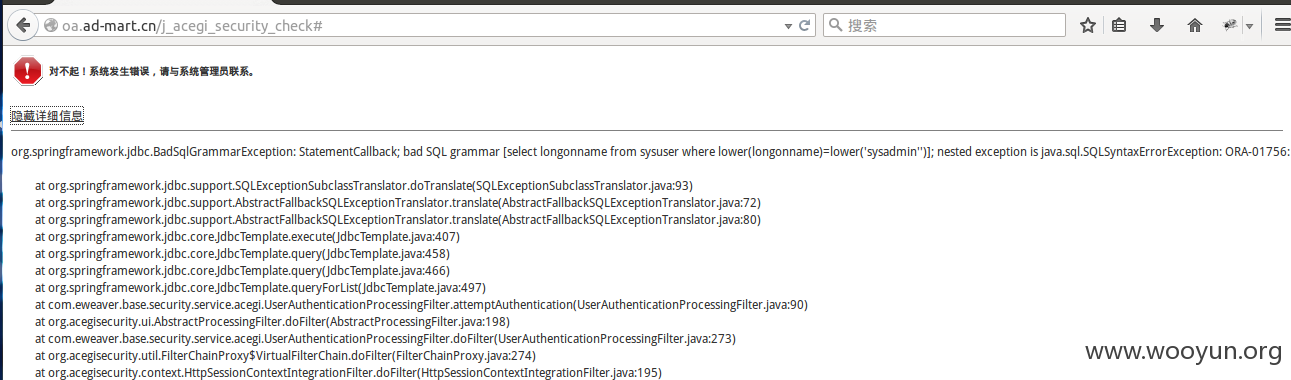 oa.ad-mart.cn/j_acegi_security_check#
搜索
对不起！系统发生错误，请与系统管理员联系。
隐藏详细信息
org.springframework.jdbc.BadSqlGrammarException: StatementCallback; bad SQL grammar [select longonname from sysuser where lower(longonname)=lower('sysadmin'')]; nested exception is java.sql.SQLSyntaxErrorException: ORA-01756:
at org.springframework.jdbc.support.SQLExceptionSubclassTranslator.doTranslate(SQLExceptionSubclassTranslator.java:93)
at org.springframework.jdbc.support.AbstractFallbackSQLExceptionTranslator.translate(AbstractFallbackSQLExceptionTranslator.java:72)
at org.springframework.jdbc.support.AbstractFallbackSQLExceptionTranslator.translate(AbstractFallbackSQLExceptionTranslator.java:80)
at org.springframework.jdbc.core.JdbcTemplate.execute(JdbcTemplate.java:407)
at org.springframework.jdbc.core.JdbcTemplate.query(JdbcTemplate.java:458)
at org.springframework.jdbc.core.JdbcTemplate.query(JdbcTemplate.java:466)
at org.springframework.jdbc.core.JdbcTemplate.queryForList(JdbcTemplate.java:497)
at com.eweaver.base.security.service.acegi.UserAuthenticationProcessingFilter.attemptAuthentication(UserAuthenticationProcessingFilter.java:90)
at org.acegisecurity.ui.AbstractProcessingFilter.doFilter(AbstractProcessingFilter.java:198)
at com.eweaver.base.security.service.acegi.UserAuthenticationProcessingFilter.doFilter(UserAuthenticationProcessingFilter.java:273)
at org.acegisecurity.util.FilterChainProxy$VirtualFilterChain.doFilter(FilterChainProxy.java:274)
at org.acegisecurity.context.HttpSessionContextIntegrationFilter.doFilter(HttpSessionContextIntegrationFilter.java:195)
www.wooyun.org